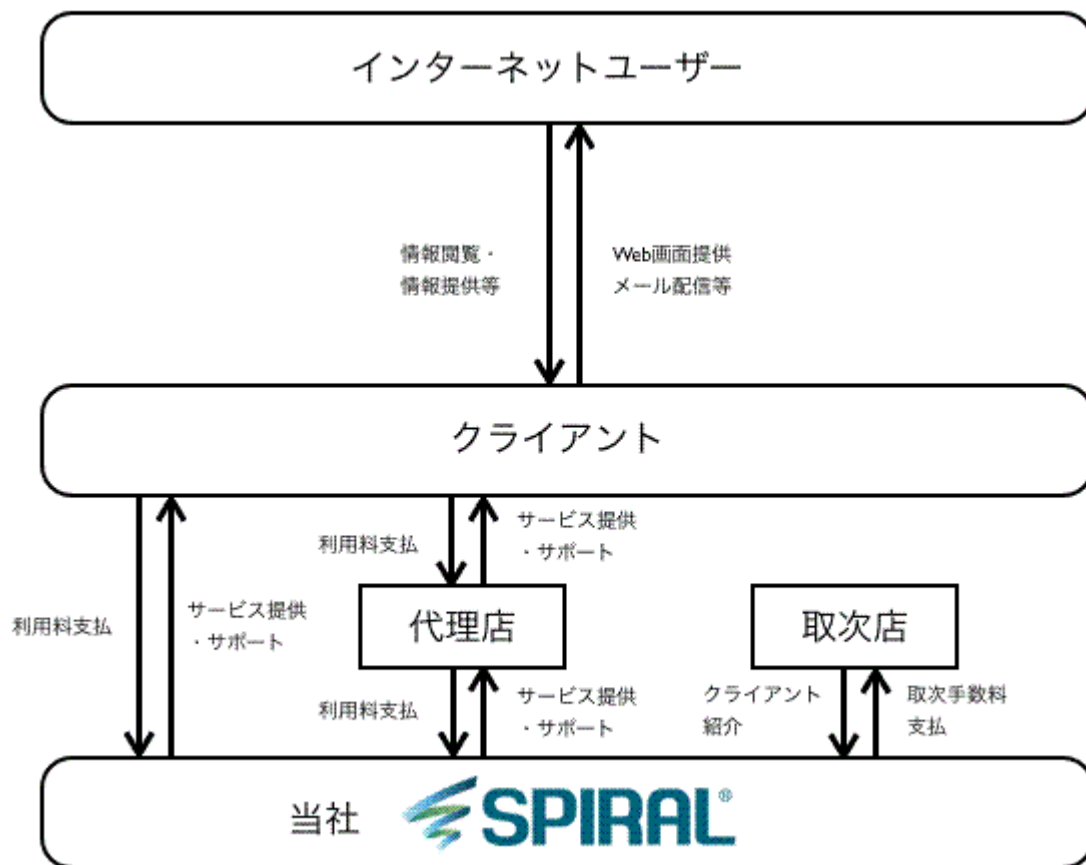 インターネットユーザー
情報閲覧・
情報提供等
Web画面提供
メール配信等
クライアント
利用料支払
サービス提供
・サポート
利用料支払
サービス提供
・サポート
代理店
取次店
利用料支払
サービス提供
・サポート
クライアント
紹介
取次手数料
支払
当社
SPIRAL®